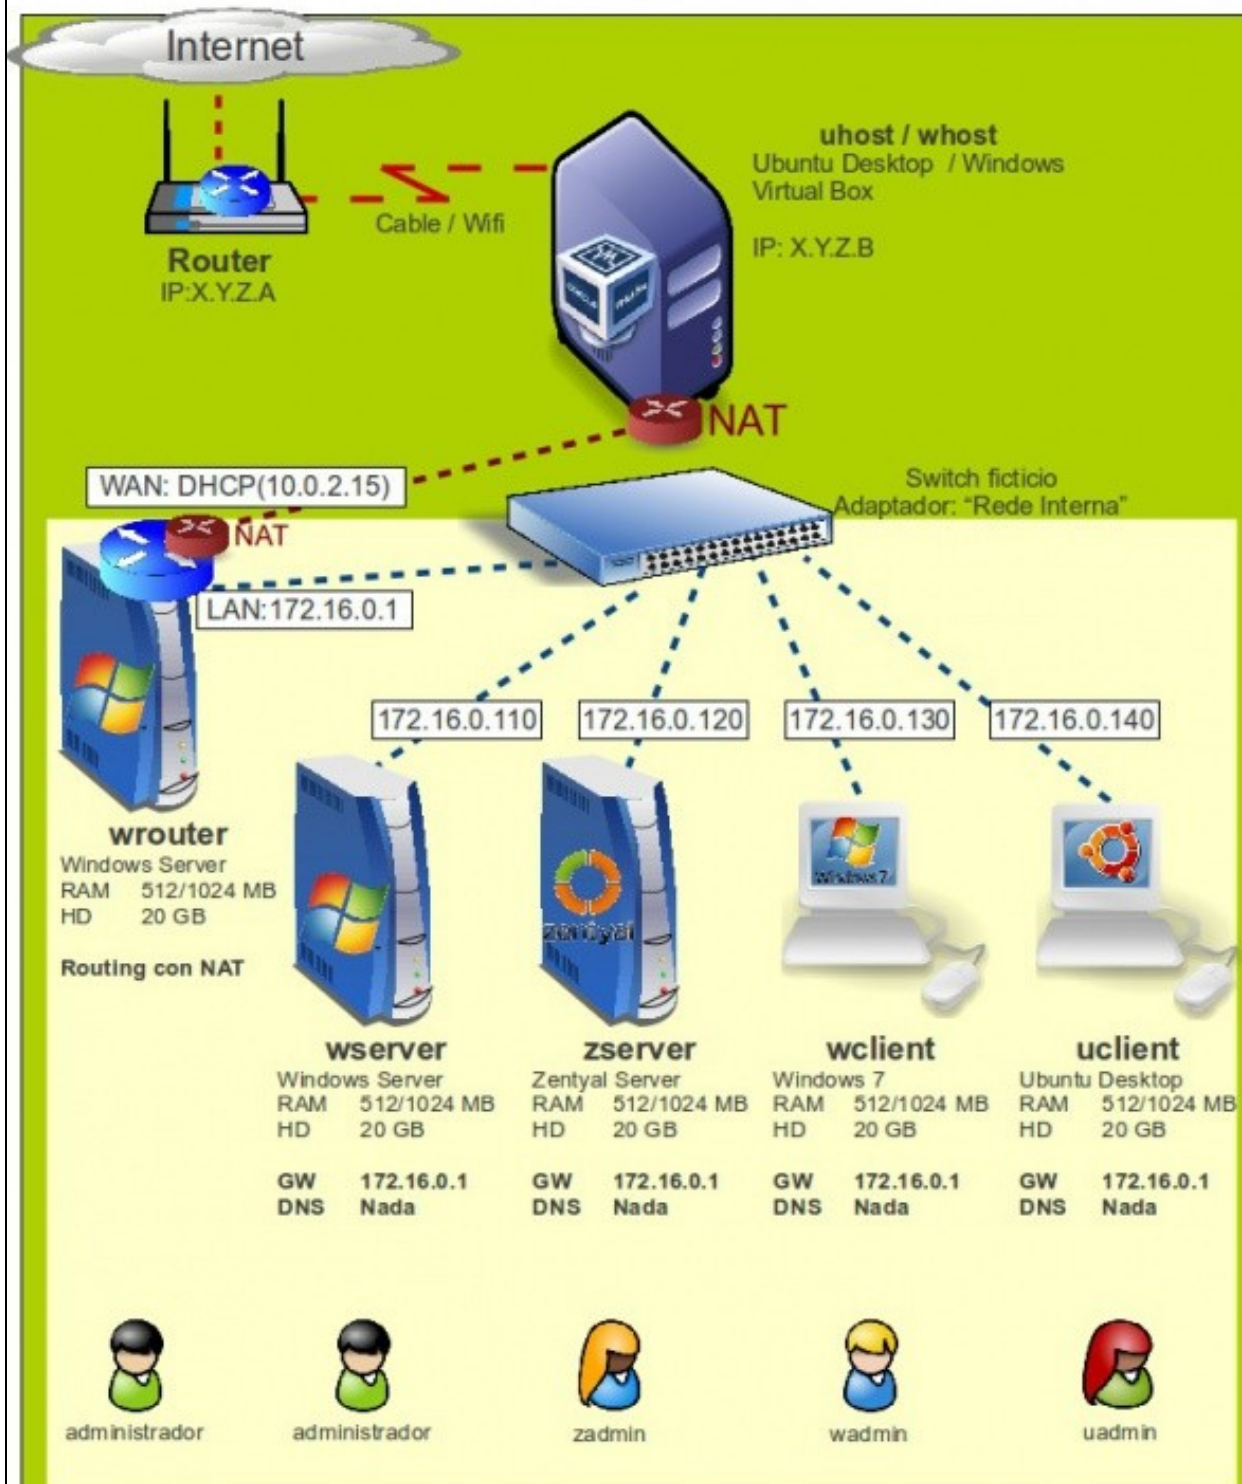 Internet
uhost / whost
Ubuntu Desktop / Windows
Virtual Box
IP: X.Y.Z.B
Cable / Wifi
Router
IP:X.Y.Z.A
NAT
WAN: DHCP(10.0.2.15)
Switch ficticio
Adaptador: “Rede Interna”
NAT
LAN:172.16.0.1
172.16.0.110
172.16.0.120
172.16.0.130
172.16.0.140
wrouter
Windows Server
RAM 512/1024 MB
HD 20 GB
Routing con NAT
zentyal
Windows 7
wserver
Windows Server
RAM 512/1024 MB
HD 20 GB
GW 172.16.0.1
DNS Nada
zserver
Zentyal Server
RAM 512/1024 MB
HD 20 GB
GW 172.16.0.1
DNS Nada
wclient
Windows 7
RAM 512/1024 MB
HD 20 GB
GW 172.16.0.1
DNS Nada
uclient
Ubuntu Desktop
RAM 512/1024 MB
HD 20 GB
GW 172.16.0.1
DNS Nada
administrador
administrador
zadmin
wadmin
uadmin